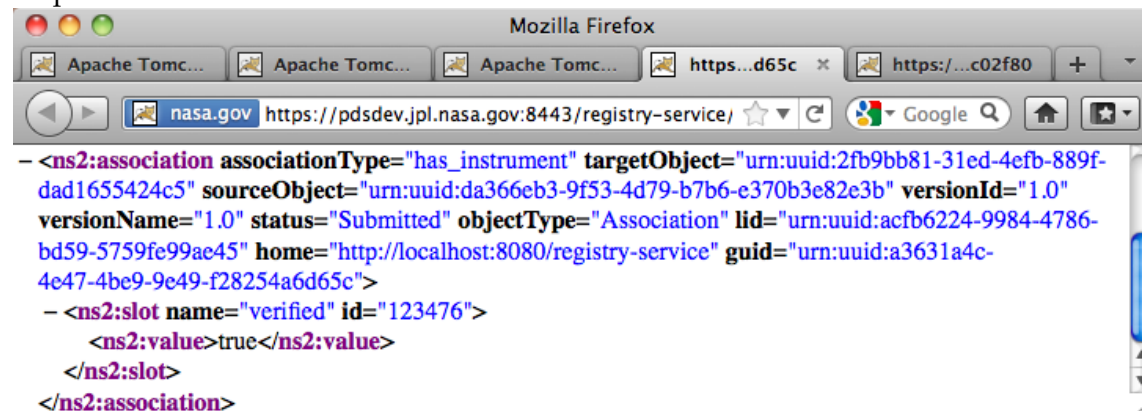 Mozilla Firefox
Apache Tomc... Apache Tomc... Apache Tomc... https...d65c × https:/...c02f80 +
nasa.gov https://pdsdev.jpl.nasa.gov:8443/registry-service/ Google
– <ns2:association associationType="has_instrument" targetObject="urn:uuid:2fb9bb81-31ed-4efb-889f-
dad1655424c5" sourceObject="urn:uuid:da366eb3-9f53-4d79-b7b6-e370b3e82e3b" versionId="1.0"
versionName="1.0" status="Submitted" objectType="Association" lid="urn:uuid:acfb6224-9984-4786-
bd59-5759fe99ae45" home="http://localhost:8080/registry-service" guid="urn:uuid:a3631a4c-
4e47-4be9-9e49-f28254a6d65c">
– <ns2:slot name="verified" id="123476">
<ns2:value>true</ns2:value>
</ns2:slot>
</ns2:association>